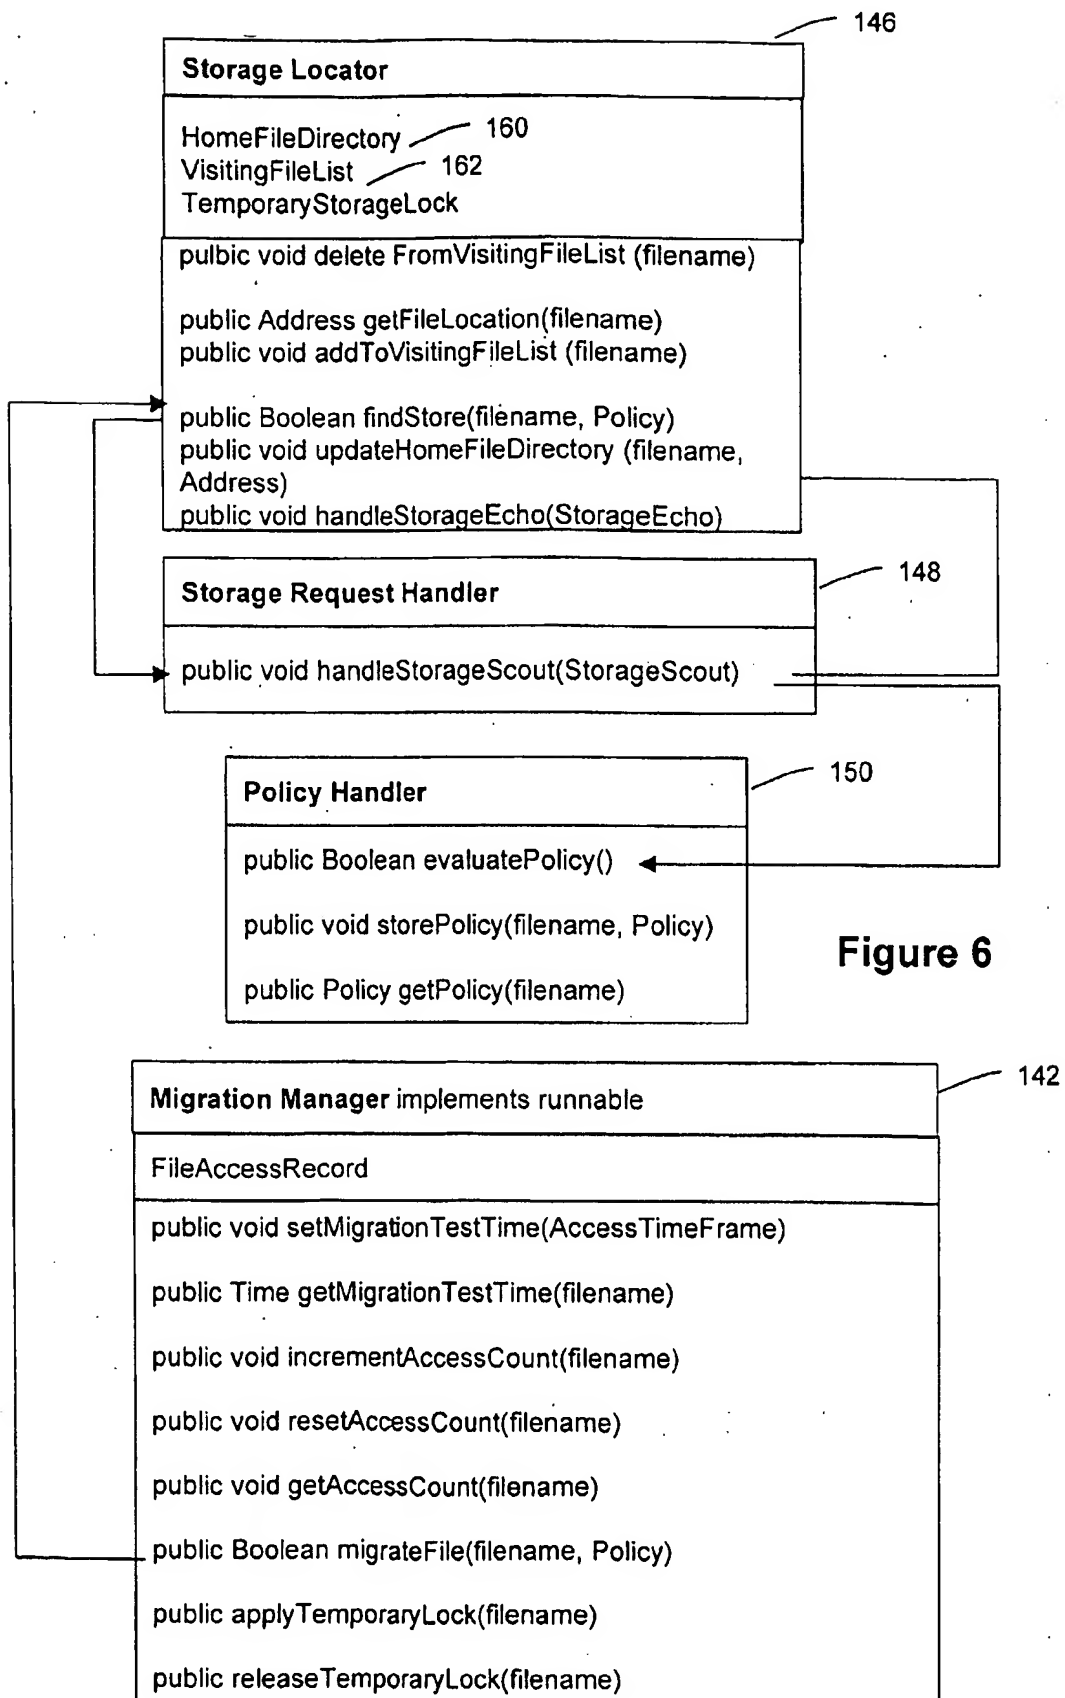 146
Storage Locator
HomeFileDirectory 160
VisitingFileList 162
TemporaryStorageLock
pulbic void delete FromVisitingFileList (filename)
public Address getFileLocation(filename)
public void addToVisitingFileList (filename)
public Boolean findStore(filename, Policy)
public void updateHomeFileDirectory (filename,
Address)
public void handleStorageEcho(StorageEcho)
148
Storage Request Handler
public void handleStorageScout(StorageScout)
150
Policy Handler
public Boolean evaluatePolicy()
public void storePolicy(filename, Policy)
public Policy getPolicy(filename)
Figure 6
142
Migration Manager implements runnable
FileAccessRecord
public void setMigrationTestTime(AccessTimeFrame)
public Time getMigrationTestTime(filename)
public void incrementAccessCount(filename)
public void resetAccessCount(filename)
public void getAccessCount(filename)
public Boolean migrateFile(filename, Policy)
public applyTemporaryLock(filename)
public releaseTemporaryLock(filename)